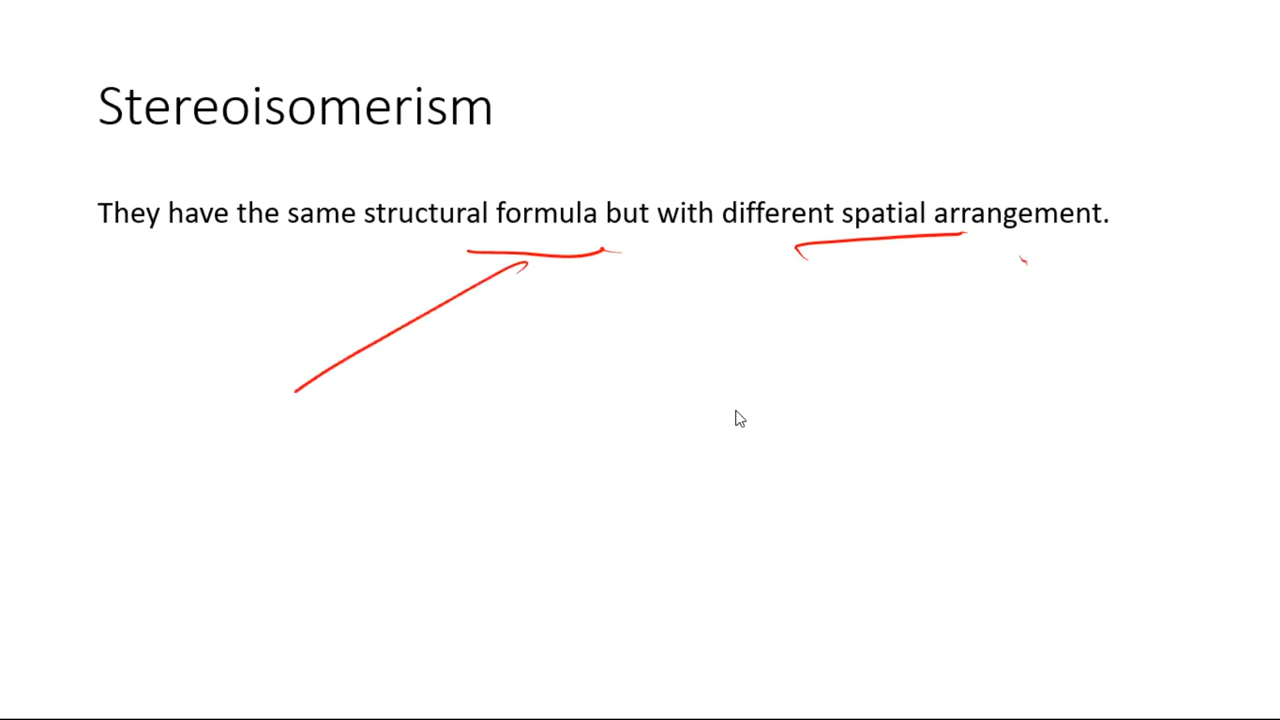 Stereoisomerism
They have the same structural formula but with different spatial arrangement.